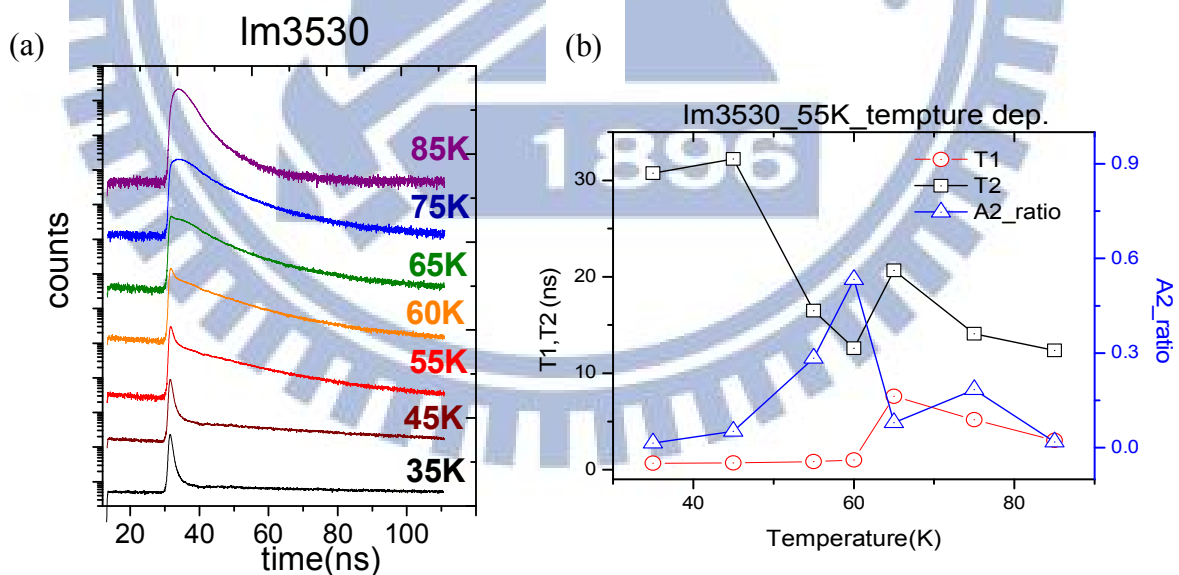 (a)
lm3530
counts
85K
75K
65K
60K
55K
45K
35K
20 40 60 80 100
time(ns)
(b)
1896
lm3530_55K_tempture dep.
T1
T2
A2_ratio
T1,T2 (ns)
30
20
10
0
0.9
0.6
0.3
0.0
A2_ratio
40 60 80
Temperature(K)